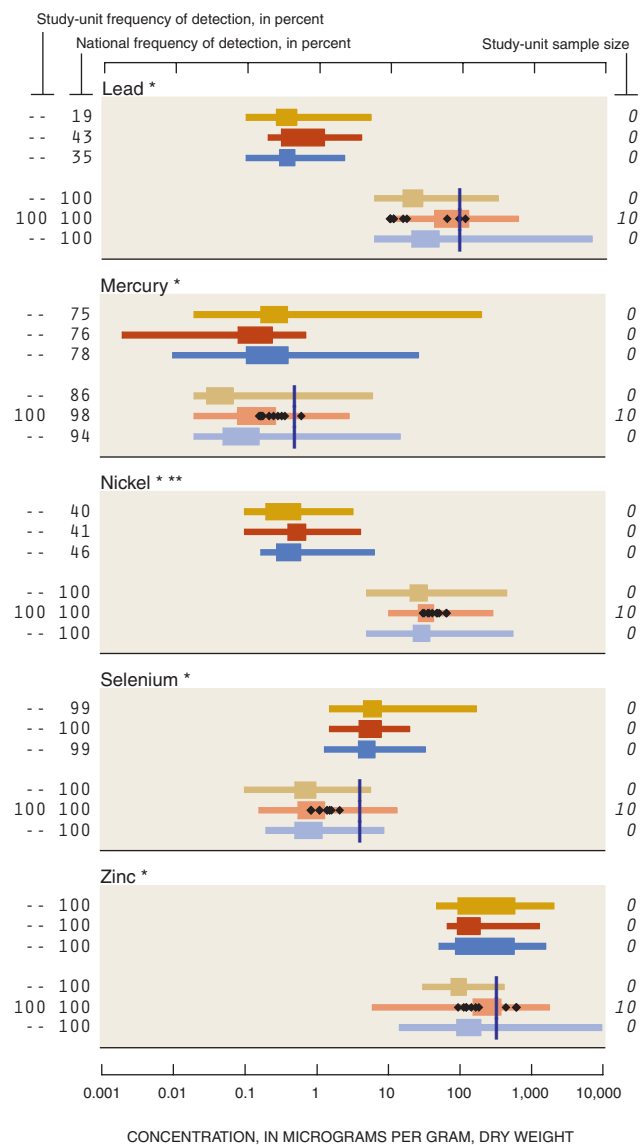 Study-unit frequency of detection, in percent
National frequency of detection, in percent
Study-unit sample size
Lead *
-- 19 0
-- 43 0
-- 35 0
-- 100 0
100 100 10
-- 100 0
Mercury *
-- 75 0
-- 76 0
-- 78 0
-- 86 0
100 98 10
-- 94 0
Nickel * **
-- 40 0
-- 41 0
-- 46 0
-- 100 0
100 100 10
-- 100 0
Selenium *
-- 99 0
-- 100 0
-- 99 0
-- 100 0
100 100 10
-- 100 0
Zinc *
-- 100 0
-- 100 0
-- 100 0
-- 100 0
100 100 10
-- 100 0
0.001 0.01 0.1 1 10 100 1,000 10,000
CONCENTRATION, IN MICROGRAMS PER GRAM, DRY WEIGHT